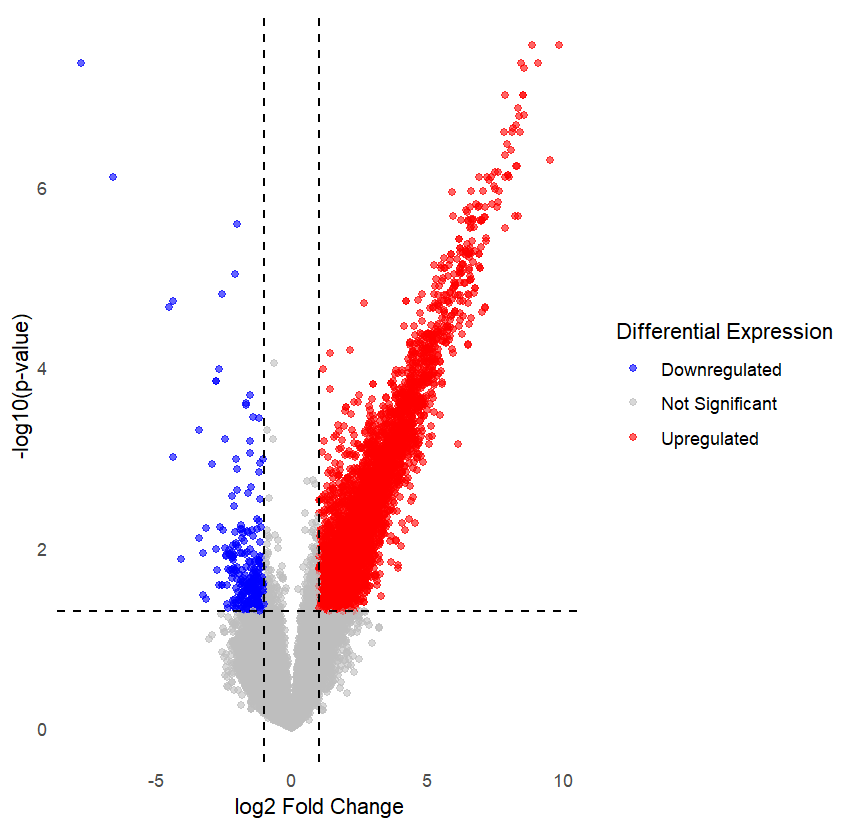 6
4
2
0
-log10(p-value)
-5 0 5 10
log2 Fold Change
Differential Expression
Downregulated
Not Significant
Upregulated